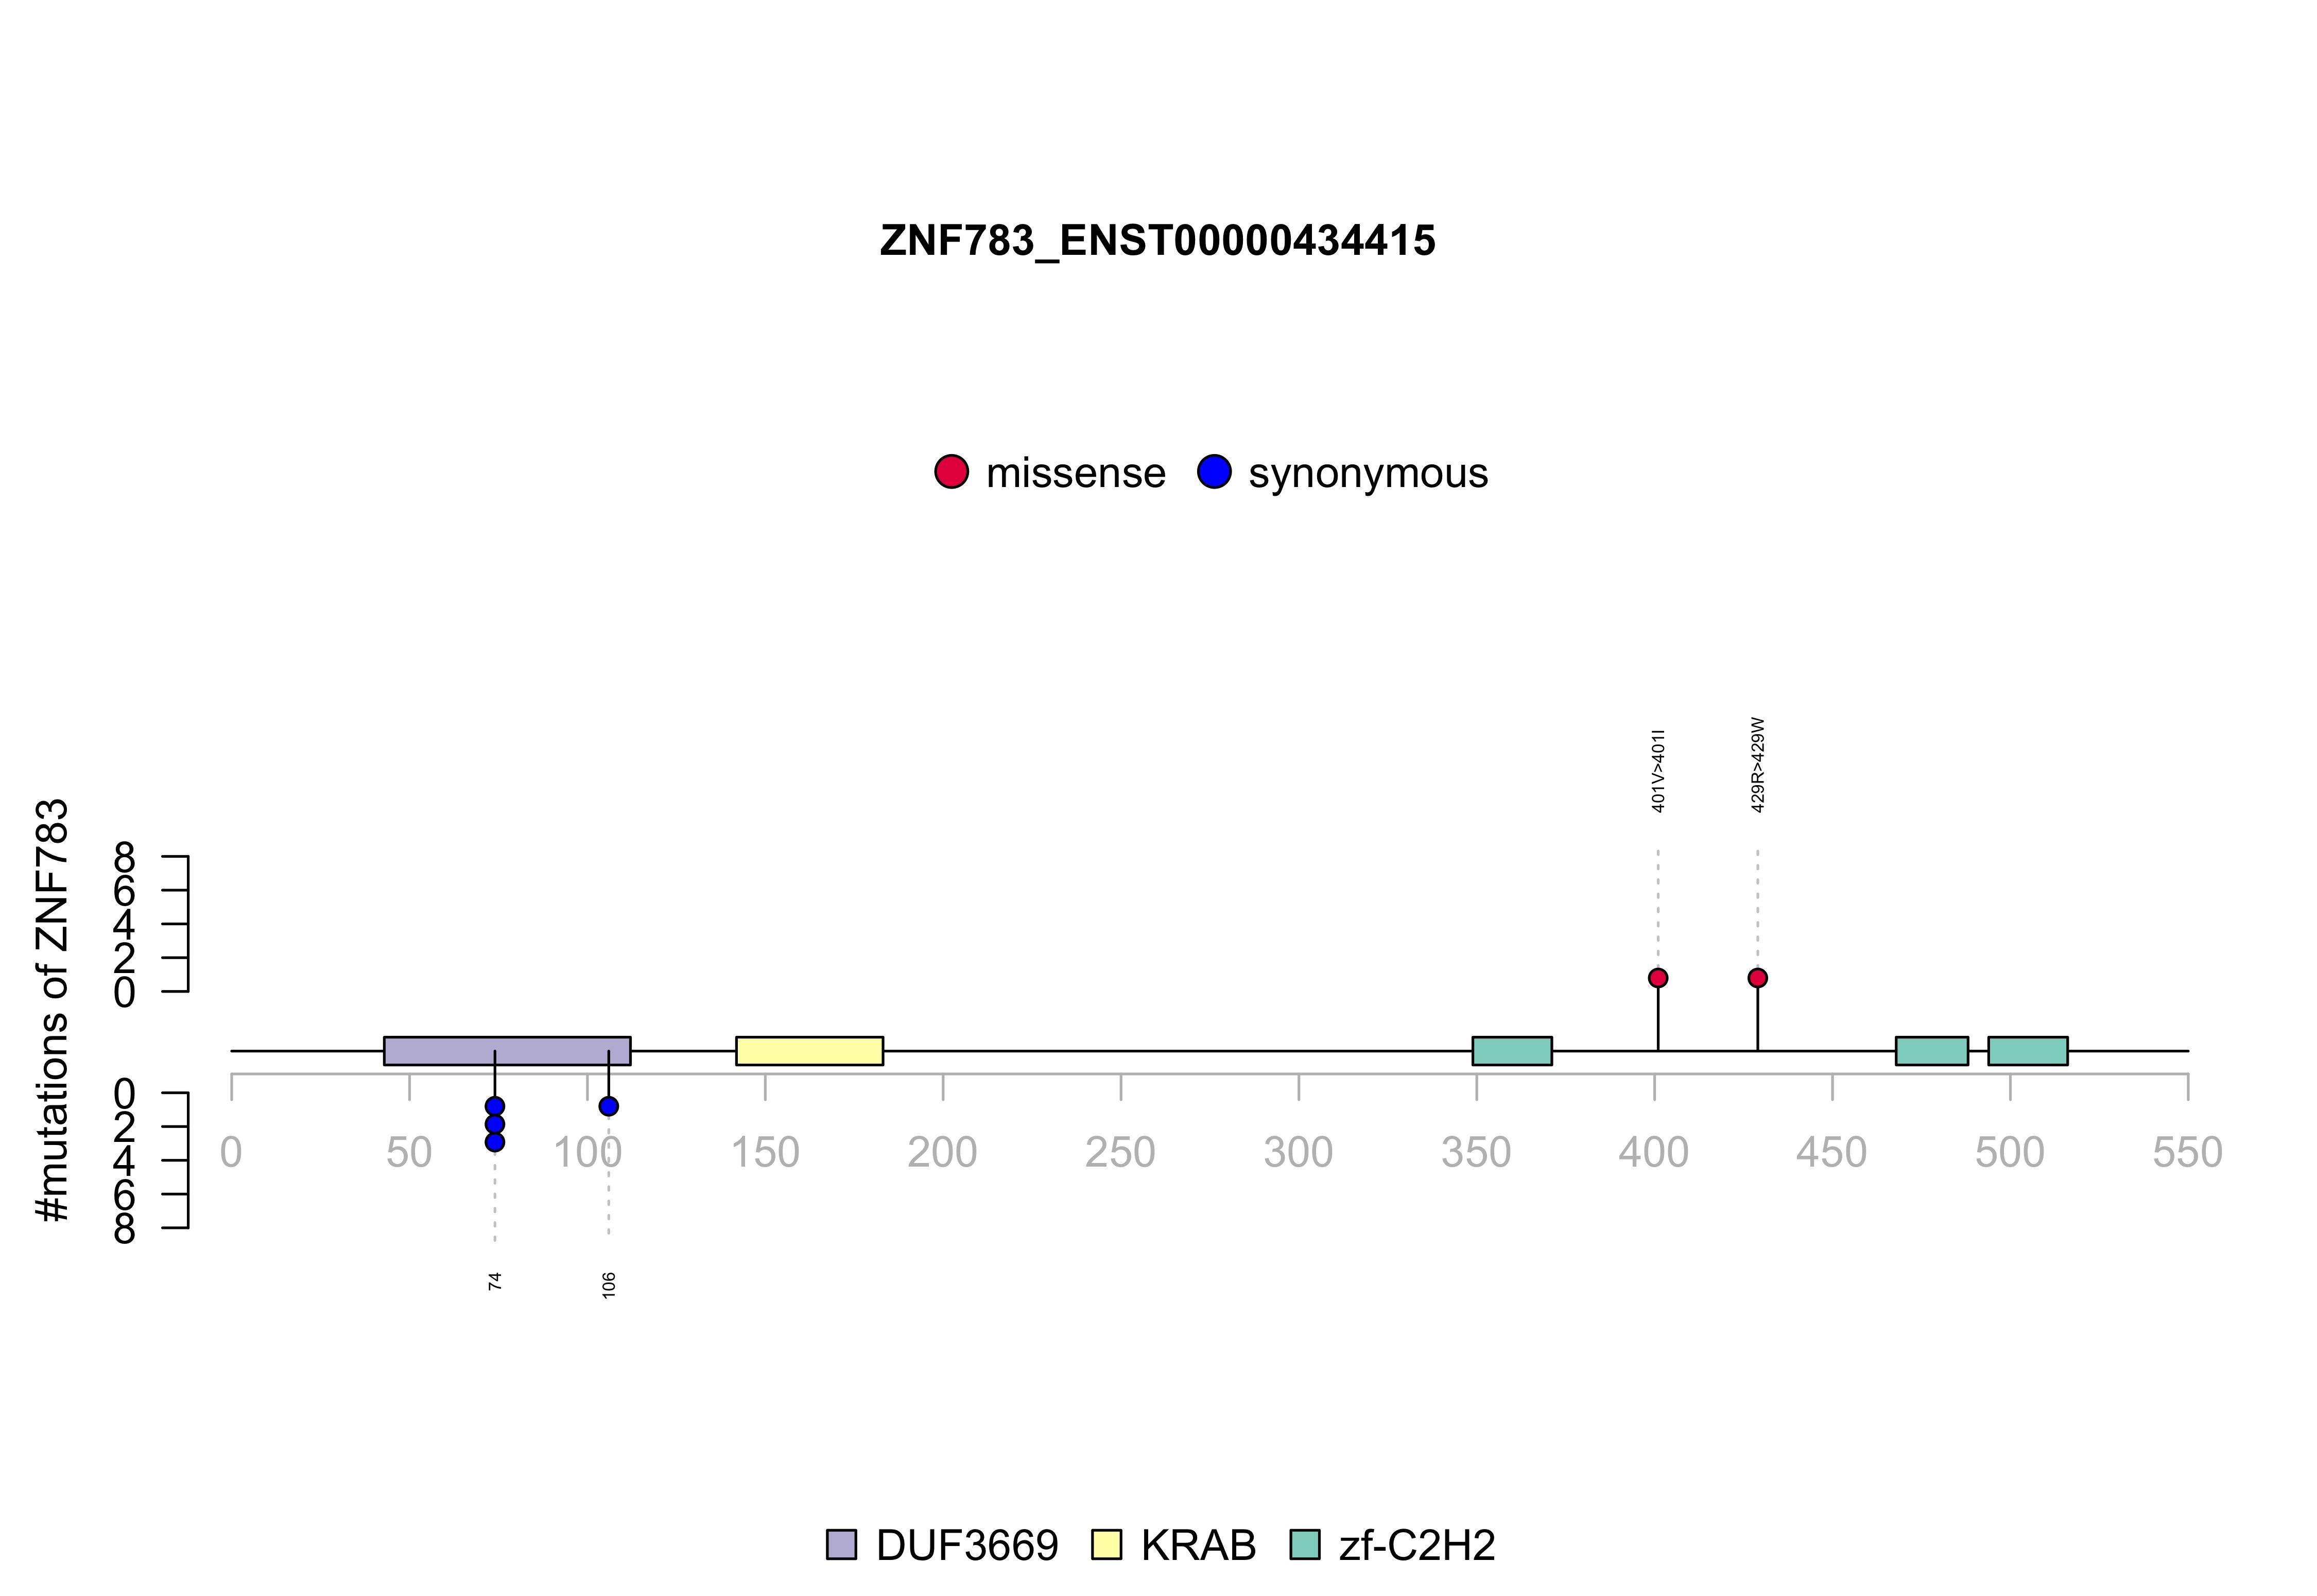 ZNF783_ENST00000434415
missense synonymous
401V>401I
429R>429W
#mutations of ZNF783
8
6
4
2
0
0
2
4
6
8
0 50 100 150 200 250 300 350 400 450 500 550
74
106
DUF3669 KRAB zf-C2H2